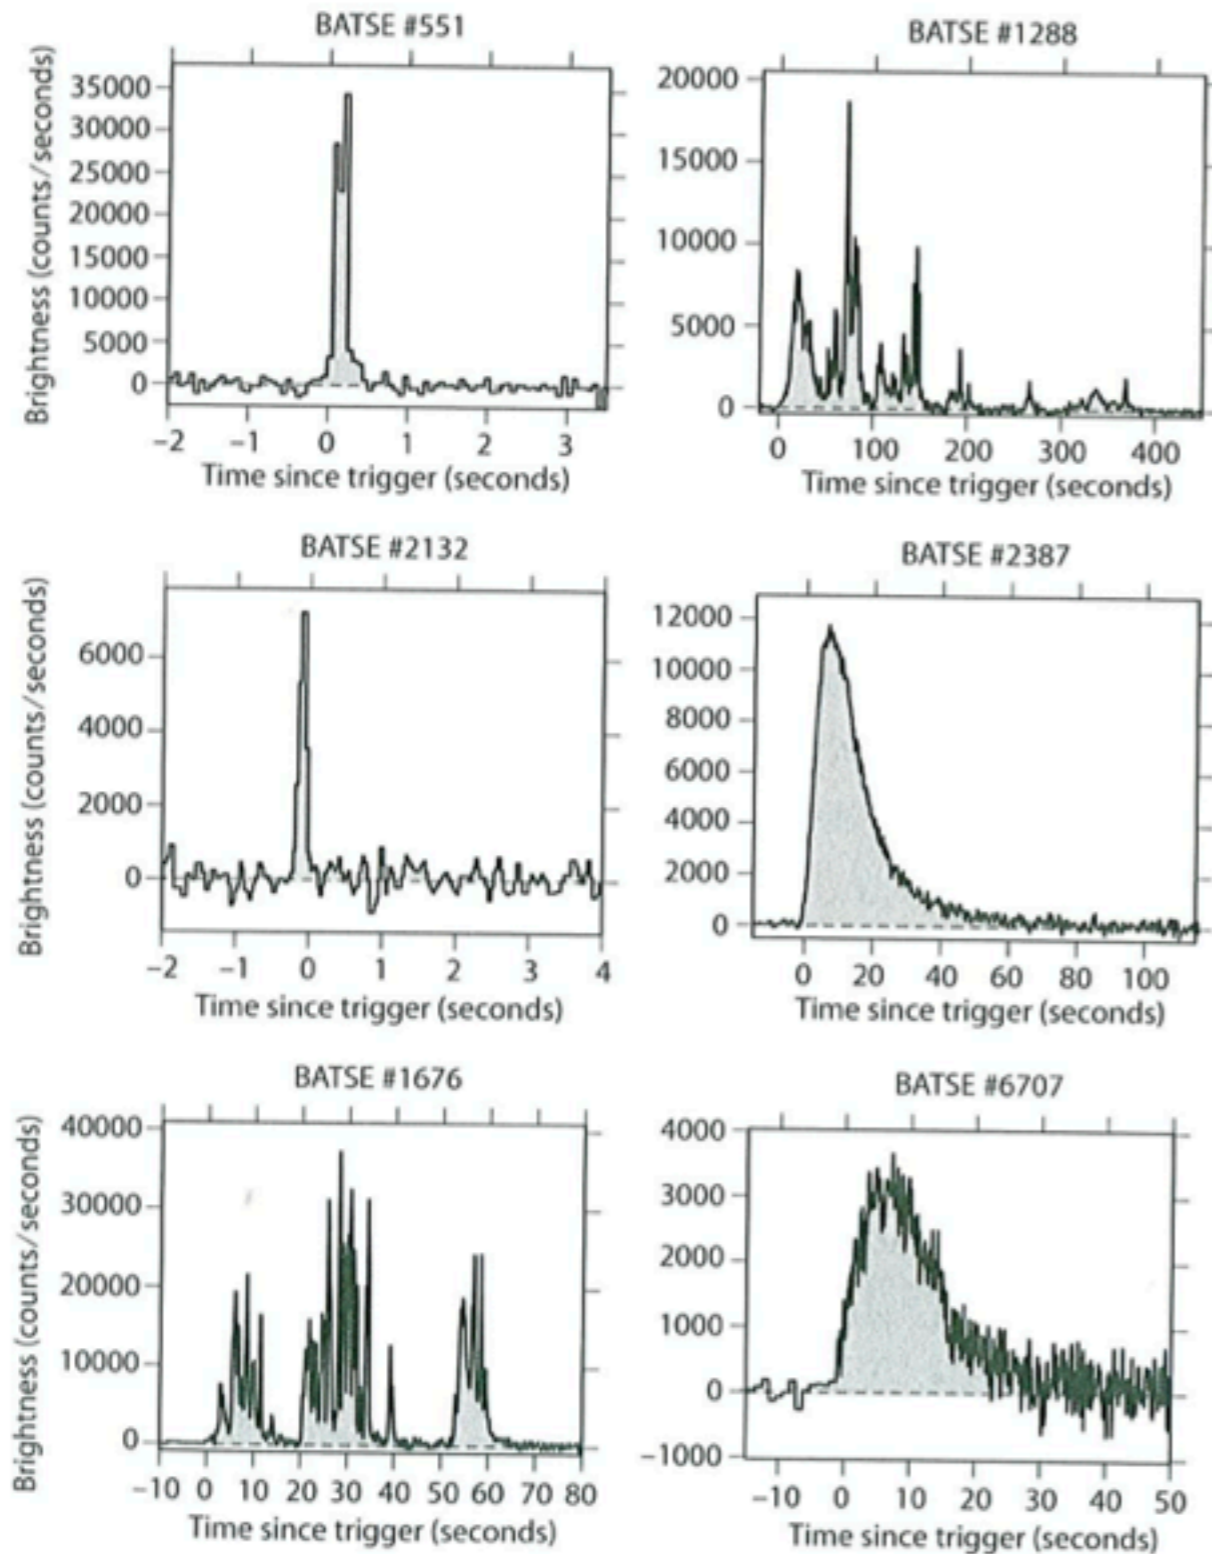 BATSE #551
Brightness (counts/seconds)
35000
30000
25000
20000
15000
10000
5000
0
−2 −1 0 1 2 3
Time since trigger (seconds)
BATSE #1288
20000
15000
10000
5000
0
0 100 200 300 400
Time since trigger (seconds)
BATSE #2132
Brightness (counts/seconds)
6000
4000
2000
0
−2 −1 0 1 2 3 4
Time since trigger (seconds)
BATSE #2387
12000
10000
8000
6000
4000
2000
0
0 20 40 60 80 100
Time since trigger (seconds)
BATSE #1676
Brightness (counts/seconds)
40000
30000
20000
10000
0
−10 0 10 20 30 40 50 60 70 80
Time since trigger (seconds)
BATSE #6707
4000
3000
2000
1000
0
−1000
−10 0 10 20 30 40 50
Time since trigger (seconds)